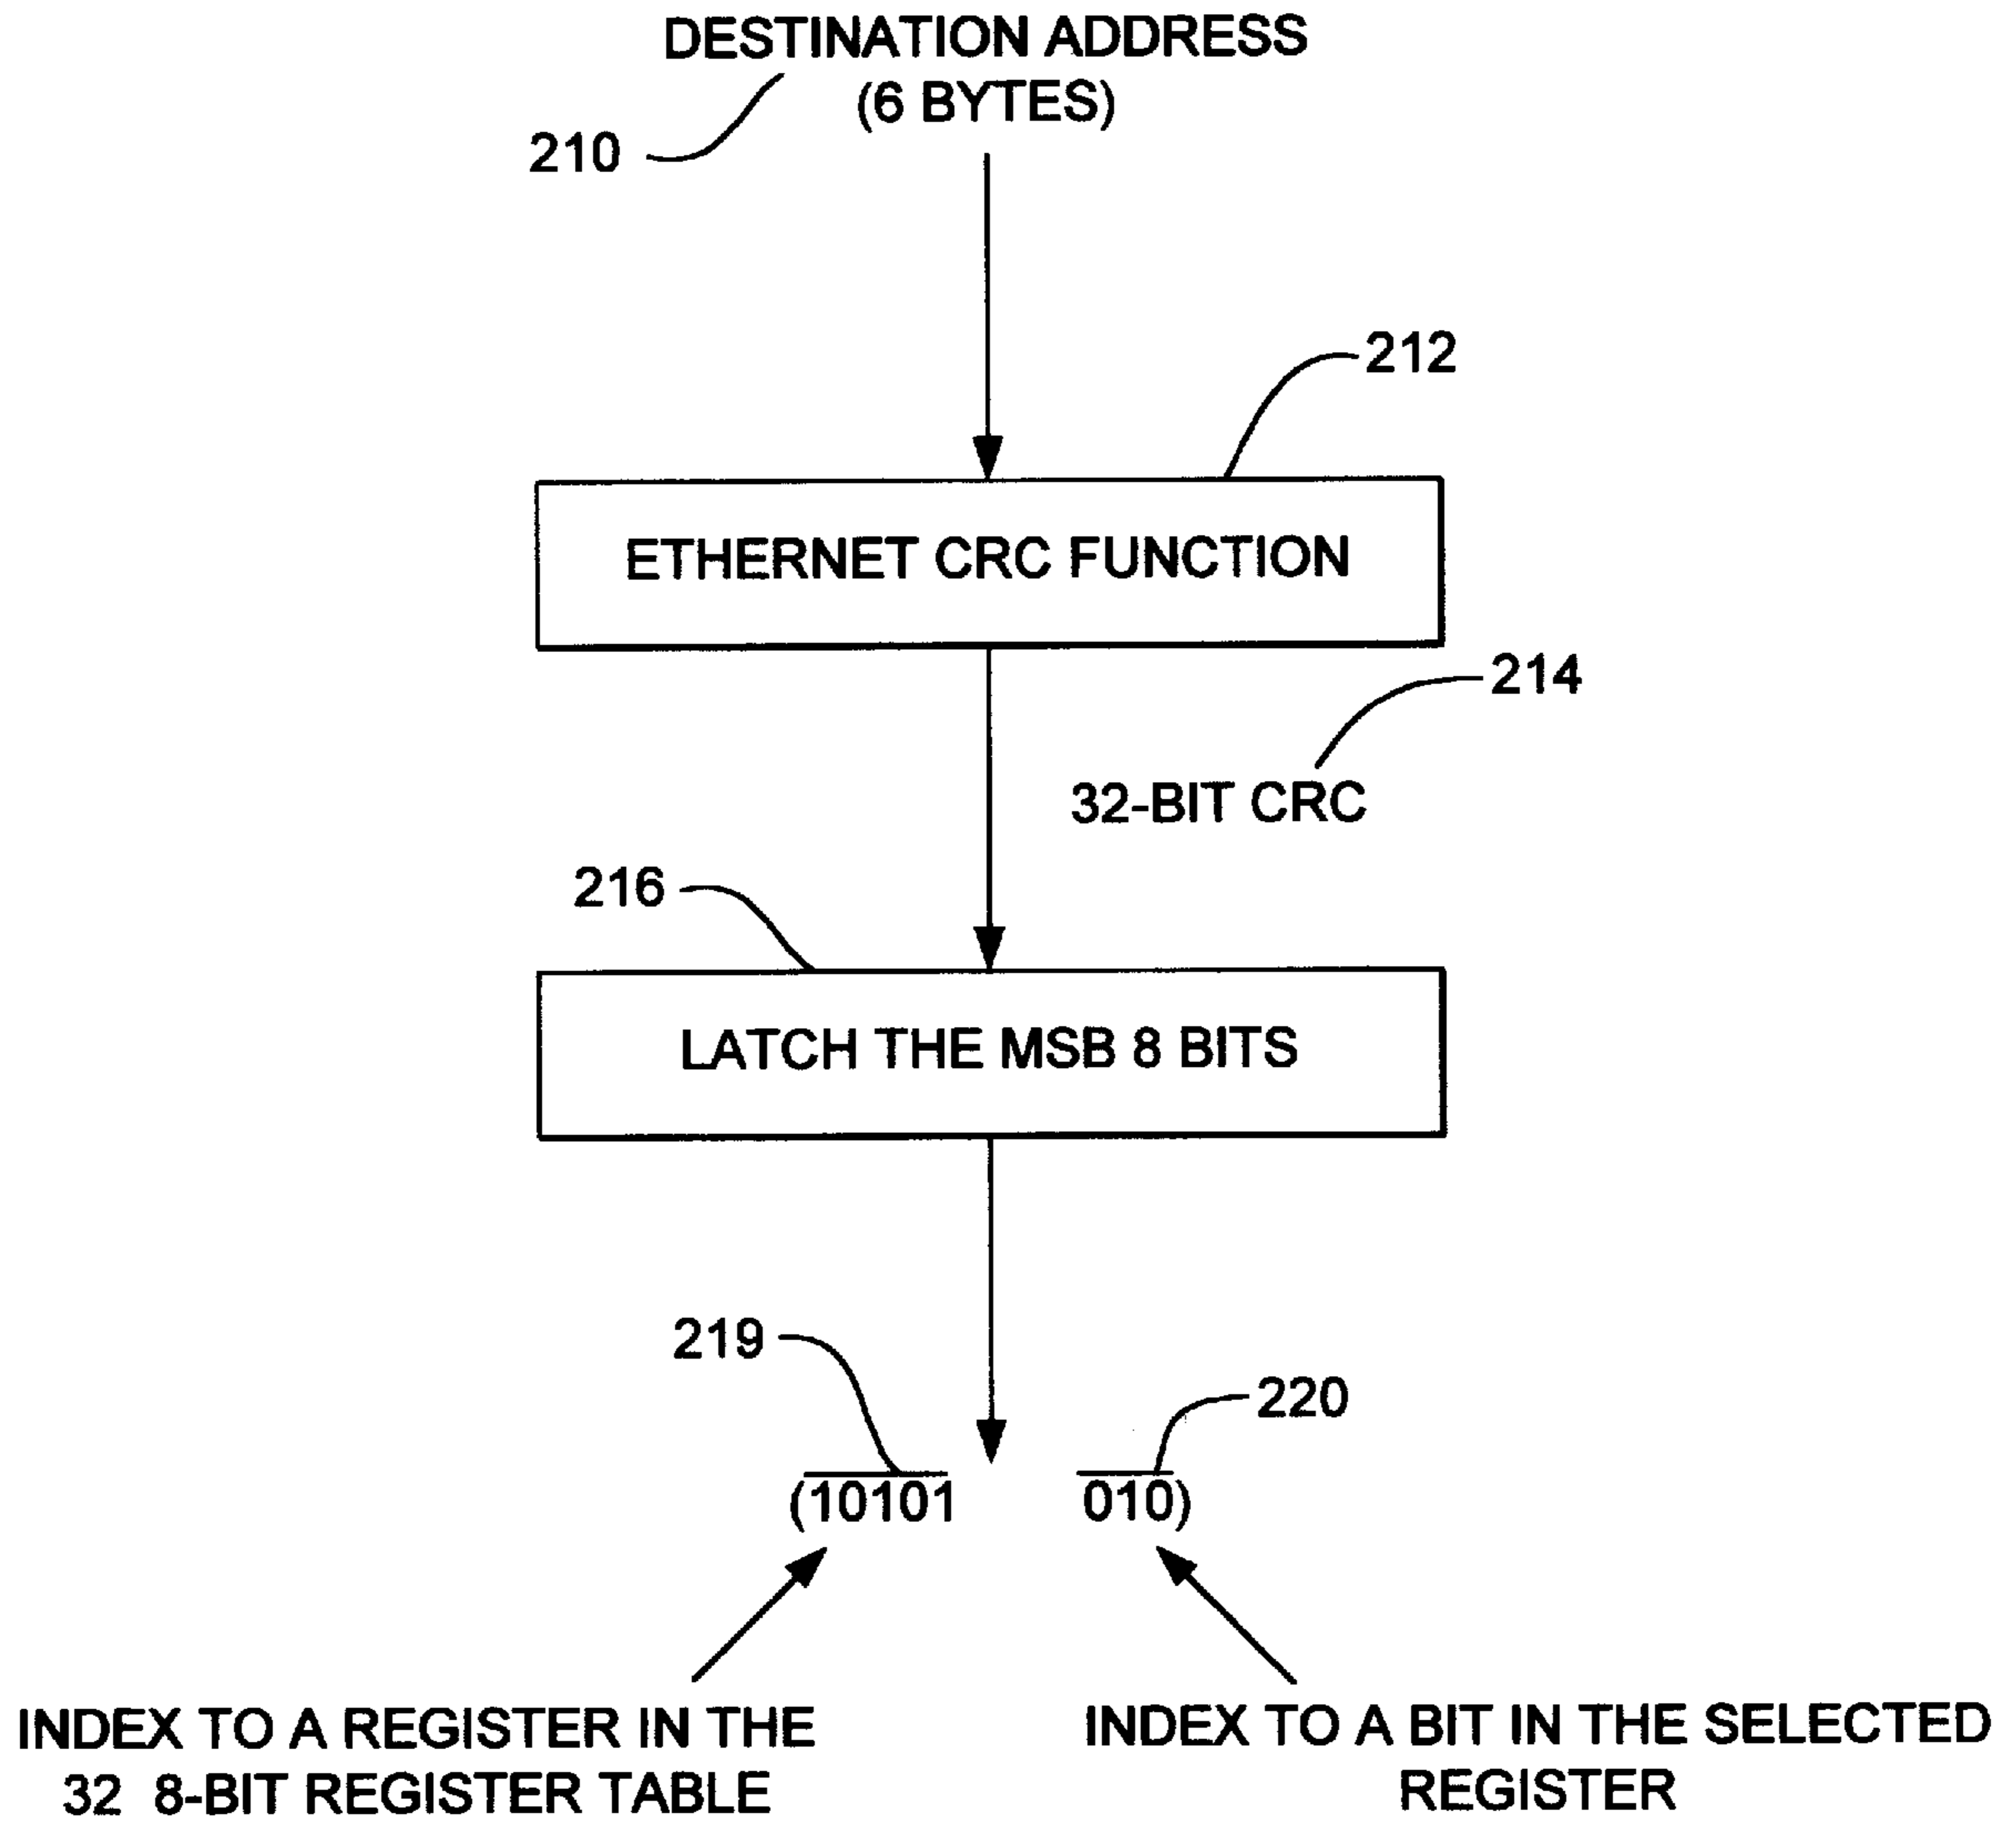 DESTINATION ADDRESS
(6 BYTES)
210
212
ETHERNET CRC FUNCTION
214
32-BIT CRC
216
LATCH THE MSB 8 BITS
219
220
(10101 010)
INDEX TO A REGISTER IN THE
32 8-BIT REGISTER TABLE
INDEX TO A BIT IN THE SELECTED
REGISTER